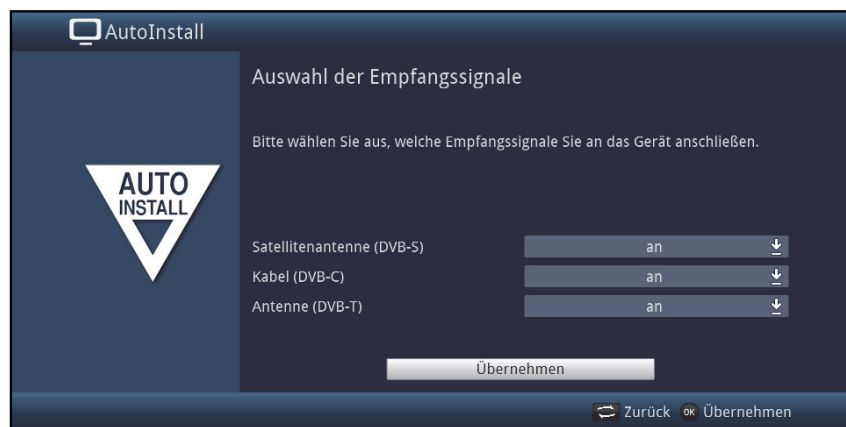 AutoInstall
Auswahl der Empfangssignale
Bitte wählen Sie aus, welche Empfangssignale Sie an das Gerät anschließen.
AUTO
INSTALL
Satellitenantenne (DVB-S) an
Kabel (DVB-C) an
Antenne (DVB-T) an
Übernehmen
Zurück OK Übernehmen